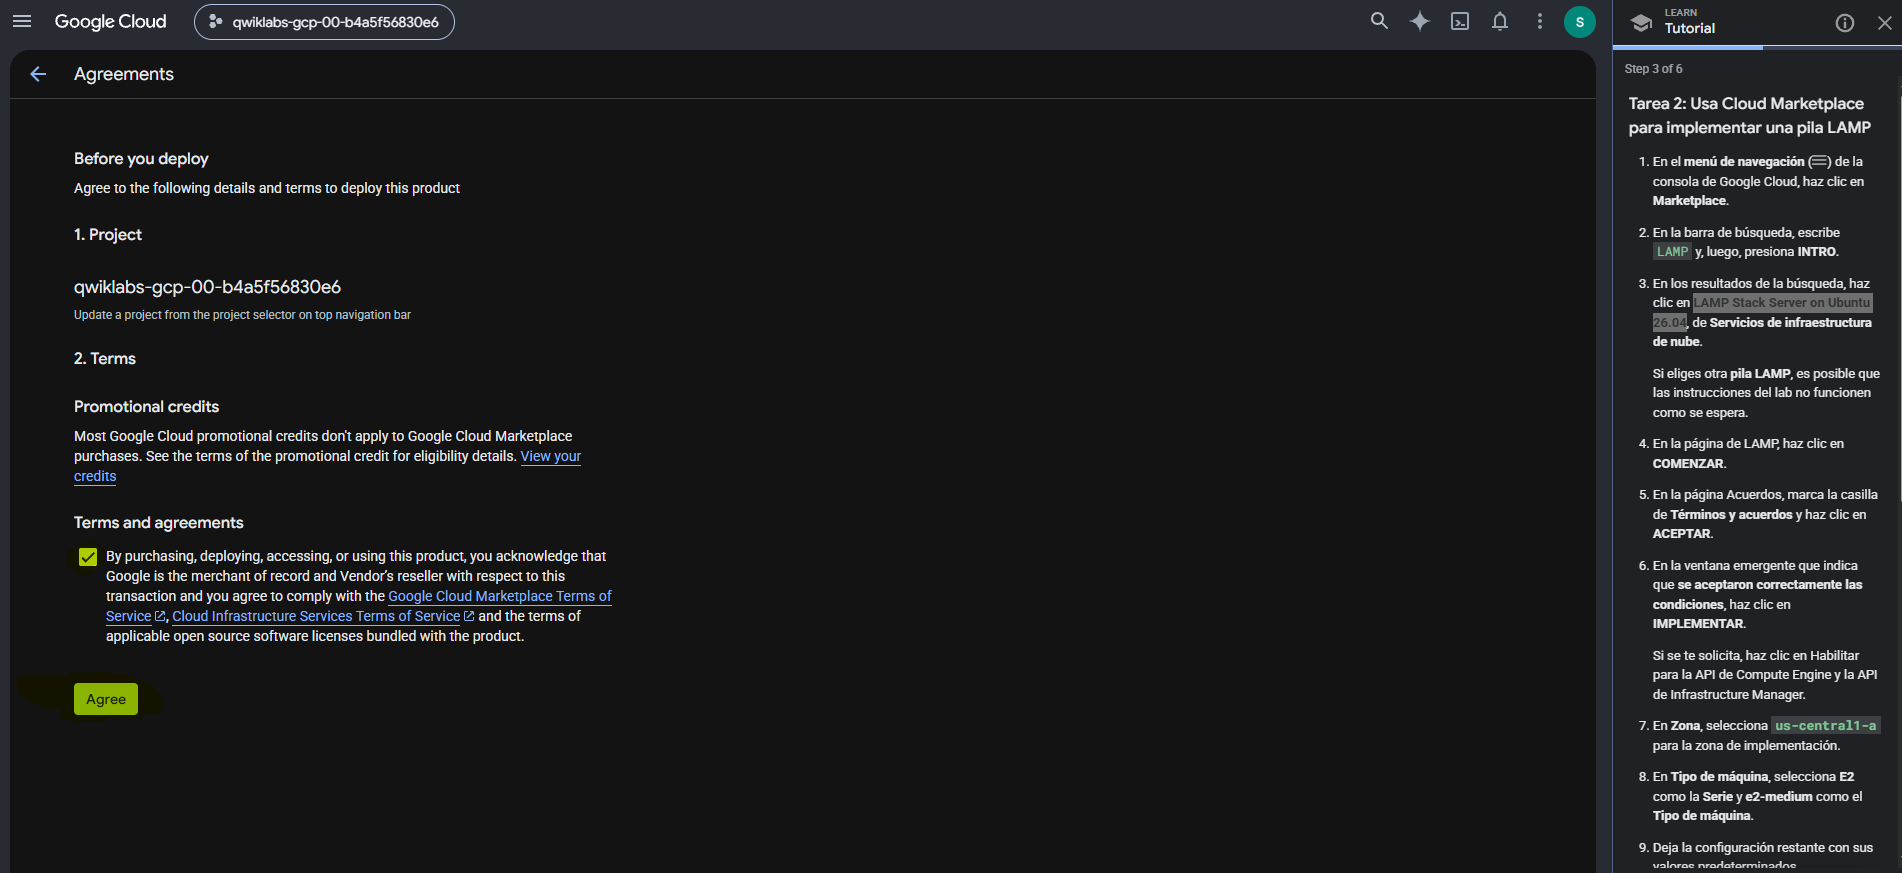 Google Cloud
qwiklabs-gcp-00-b4a5f56830e6
S
Agreements
Before you deploy
Agree to the following details and terms to deploy this product
1. Project
qwiklabs-gcp-00-b4a5f56830e6
Update a project from the project selector on top navigation bar
2. Terms
Promotional credits
Most Google Cloud promotional credits don't apply to Google Cloud Marketplace
purchases. See the terms of the promotional credit for eligibility details. View your
credits
Terms and agreements
By purchasing, deploying, accessing, or using this product, you acknowledge that
Google is the merchant of record and Vendor's reseller with respect to this
transaction and you agree to comply with the Google Cloud Marketplace Terms of
Service, Cloud Infrastructure Services Terms of Service and the terms of
applicable open source software licenses bundled with the product.
Agree
LEARN
Tutorial
Step 3 of 6
Tarea 2: Usa Cloud Marketplace
para implementar una pila LAMP
1. En el menú de navegación (≡) de la
consola de Google Cloud, haz clic en
Marketplace.
2. En la barra de búsqueda, escribe
LAMP y, luego, presiona INTRO.
3. En los resultados de la búsqueda, haz
clic en LAMP Stack Server on Ubuntu
26.04, de Servicios de infraestructura
de nube.
Si eliges otra pila LAMP, es posible que
las instrucciones del lab no funcionen
como se espera.
4. En la página de LAMP, haz clic en
COMENZAR.
5. En la página Acuerdos, marca la casilla
de Términos y acuerdos y haz clic en
ACEPTAR.
6. En la ventana emergente que indica
que se aceptaron correctamente las
condiciones, haz clic en
IMPLEMENTAR.
Si se te solicita, haz clic en Habilitar
para la API de Compute Engine y la API
de Infrastructure Manager.
7. En Zona, selecciona us-central1-a
para la zona de implementación.
8. En Tipo de máquina, selecciona E2
como la Serie y e2-medium como el
Tipo de máquina.
9. Deja la configuración restante con sus
valores predeterminados